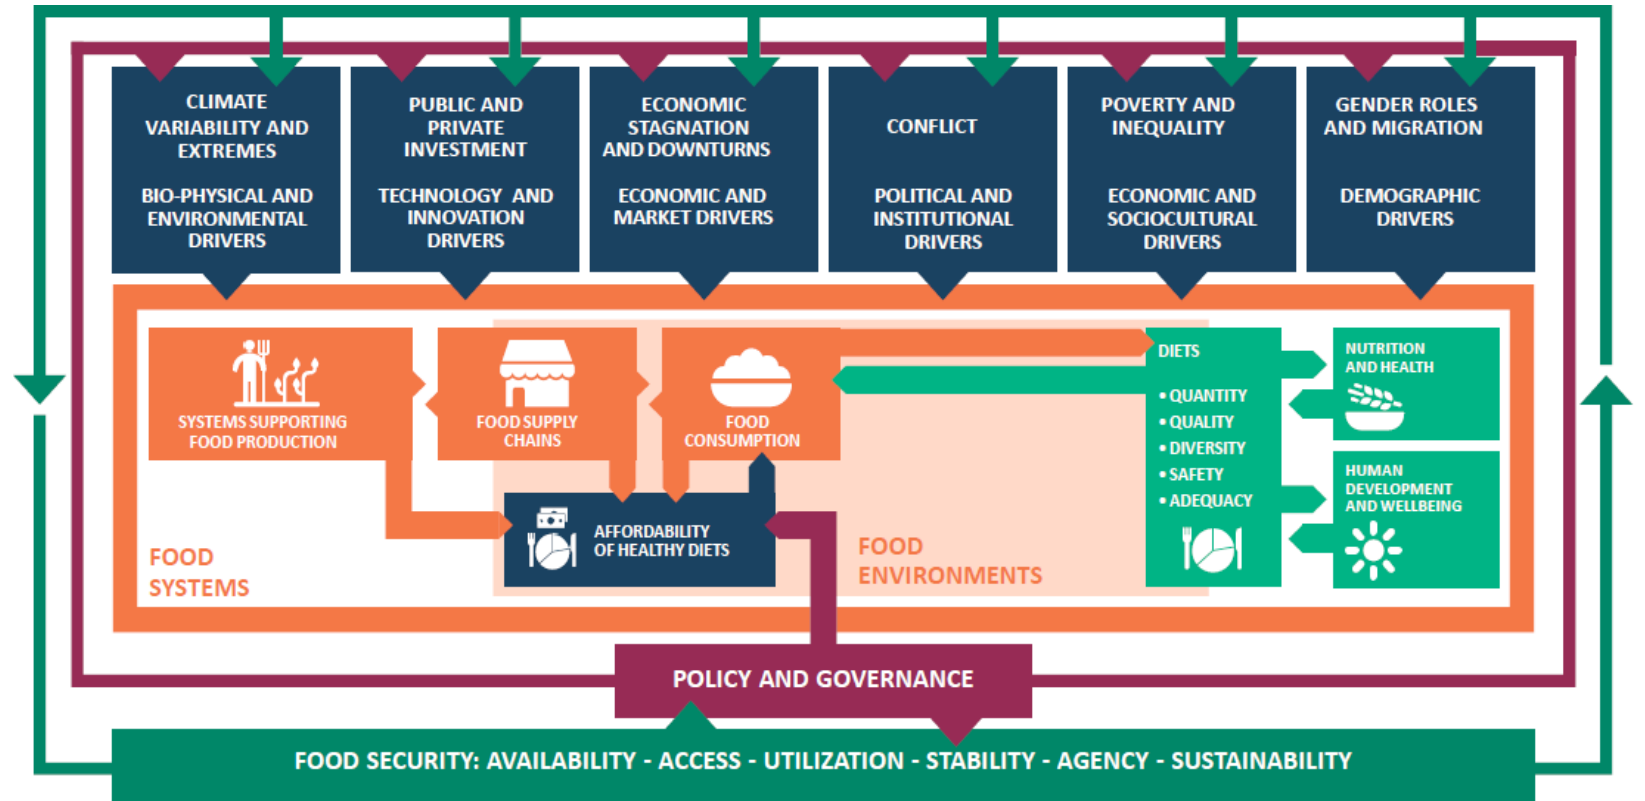 CLIMATE
VARIABILITY AND
EXTREMES
BIO-PHYSICAL AND
ENVIRONMENTAL
DRIVERS
PUBLIC AND
PRIVATE
INVESTMENT
TECHNOLOGY AND
INNOVATION
DRIVERS
ECONOMIC
STAGNATION
AND DOWNTURNS
ECONOMIC AND
MARKET DRIVERS
CONFLICT
POLITICAL AND
INSTITUTIONAL
DRIVERS
POVERTY AND
INEQUALITY
ECONOMIC AND
SOCIOCULTURAL
DRIVERS
GENDER ROLES
AND MIGRATION
DEMOGRAPHIC
DRIVERS
SYSTEMS SUPPORTING
FOOD PRODUCTION
FOOD SUPPLY
CHAINS
FOOD
CONSUMPTION
DIETS
• QUANTITY
• QUALITY
• DIVERSITY
• SAFETY
• ADEQUACY
NUTRITION
AND HEALTH
HUMAN
DEVELOPMENT
AND WELLBEING
AFFORDABILITY
OF HEALTHY DIETS
FOOD
SYSTEMS
FOOD
ENVIRONMENTS
POLICY AND GOVERNANCE
FOOD SECURITY: AVAILABILITY - ACCESS - UTILIZATION - STABILITY - AGENCY - SUSTAINABILITY